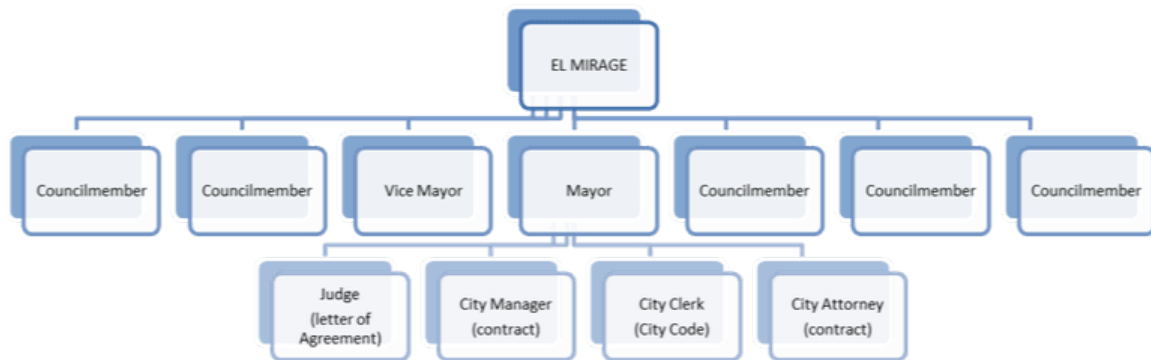 EL MIRAGE
Councilmember
Councilmember
Vice Mayor
Mayor
Councilmember
Councilmember
Councilmember
Judge
(letter of
Agreement)
City Manager
(contract)
City Clerk
(City Code)
City Attorney
(contract)